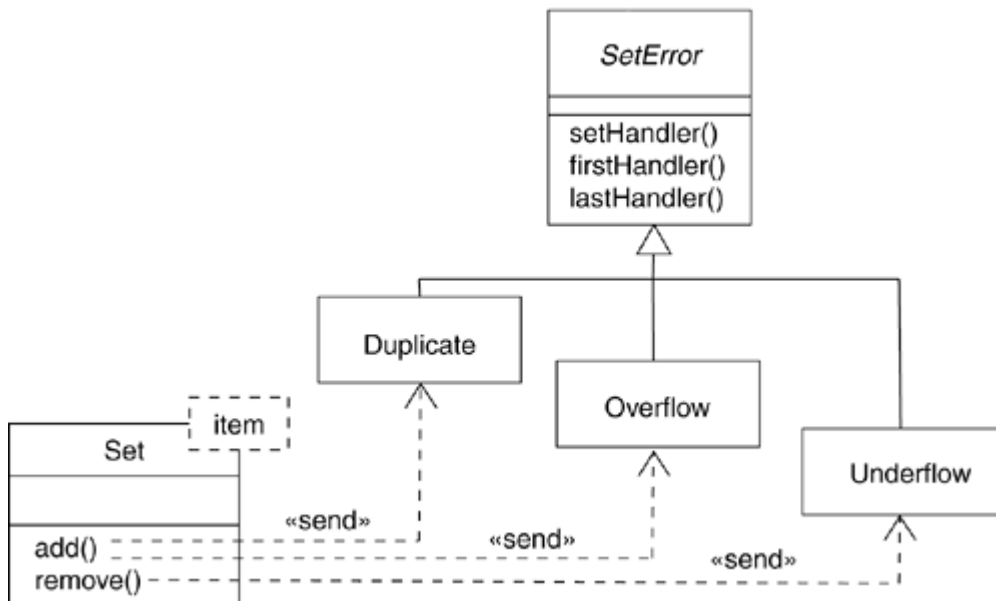 SetError
setHandler()
firstHandler()
lastHandler()
Duplicate
Overflow
Underflow
item
Set
«send»
«send»
«send»
add()
remove()